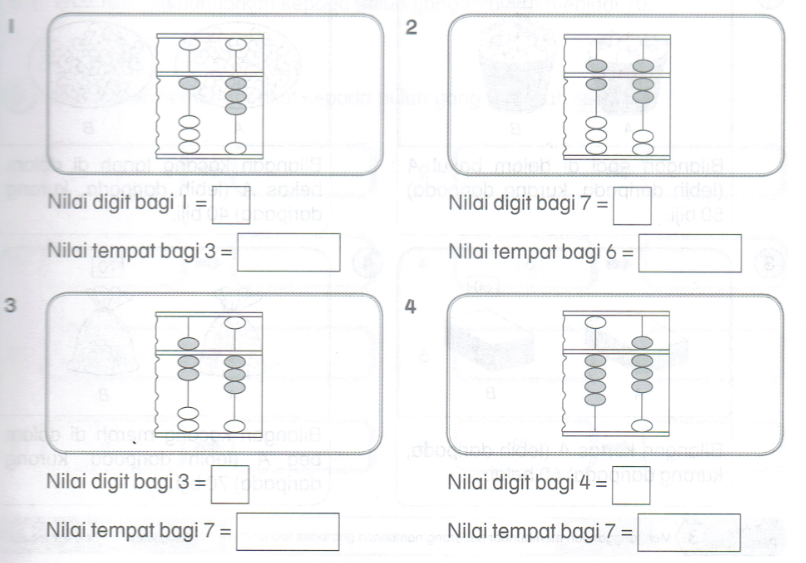 1
Nilai digit bagi 1 =
Nilai tempat bagi 3 =
2
Nilai digit bagi 7 =
Nilai tempat bagi 6 =
3
Nilai digit bagi 3 =
Nilai tempat bagi 7 =
4
Nilai digit bagi 4 =
Nilai tempat bagi 7 =